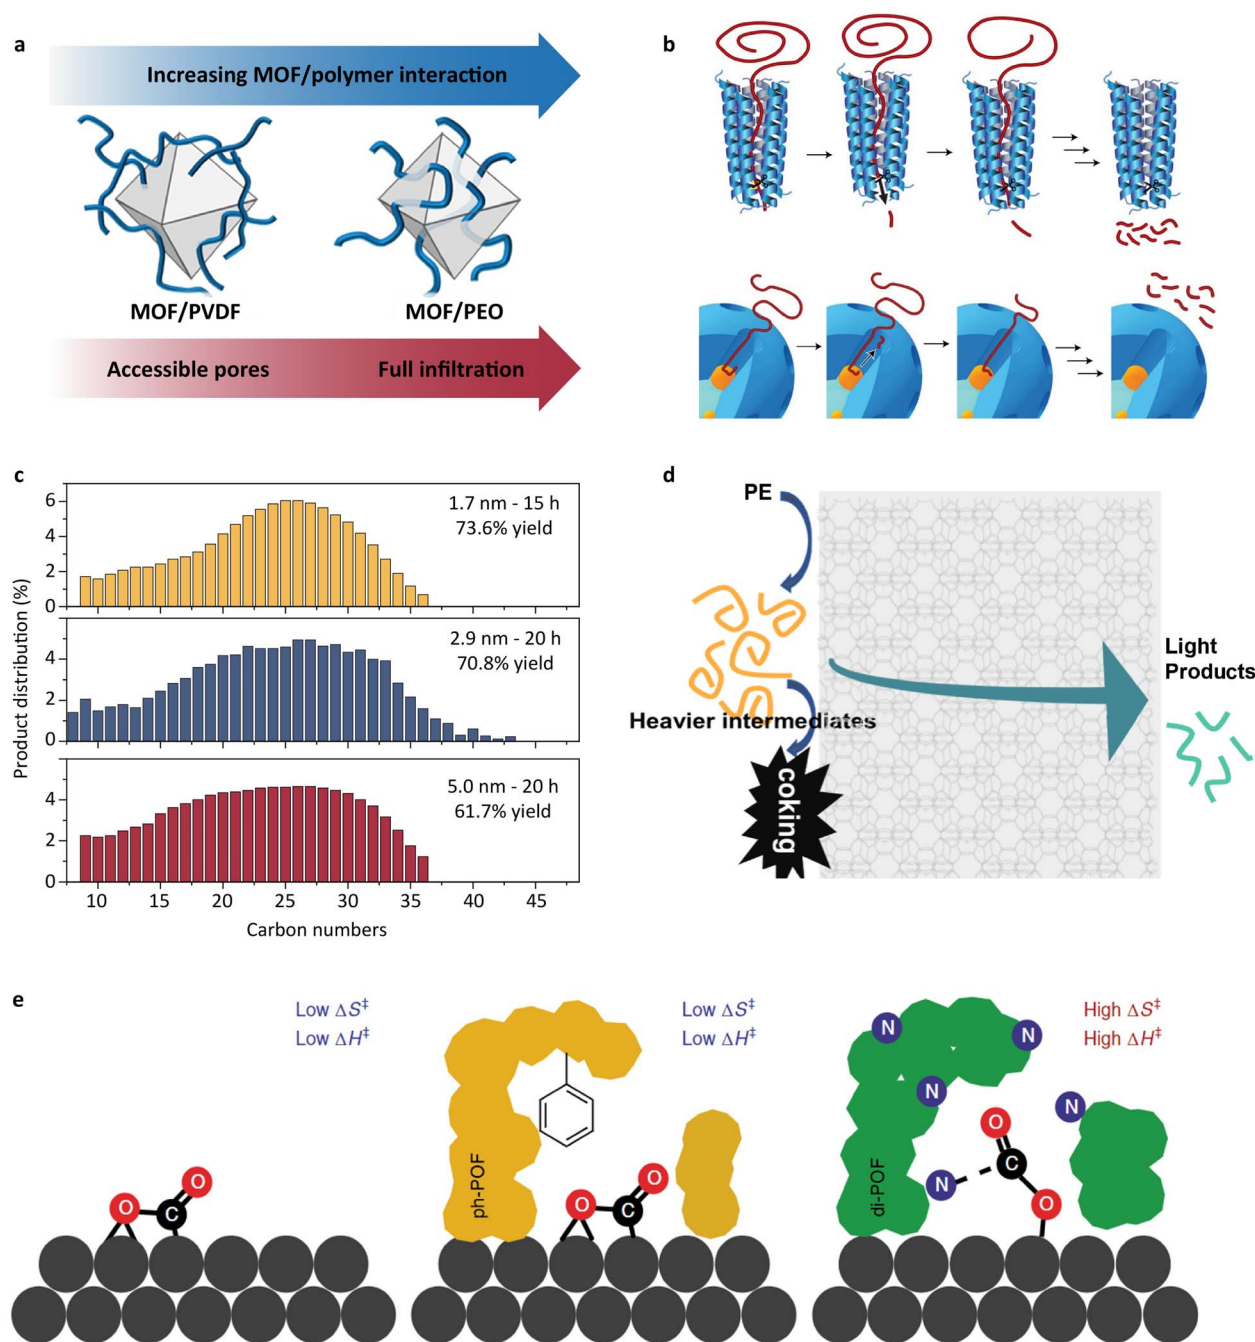 a
Increasing MOF/polymer interaction
MOF/PVDF
MOF/PEO
Accessible pores
Full infiltration
b
c
Product distribution (%)
6
4
2
0
1.7 nm - 15 h
73.6% yield
4
2
0
2.9 nm - 20 h
70.8% yield
4
2
0
5.0 nm - 20 h
61.7% yield
10 15 20 25 30 35 40 45
Carbon numbers
d
PE
Heavier intermediates
coking
Light
Products
e
Low ΔS‡
Low ΔH‡
O
C
O
Low ΔS‡
Low ΔH‡
ph-POF
O
C
O
High ΔS‡
High ΔH‡
N
N
N
N
N
di-POF
O
C
O